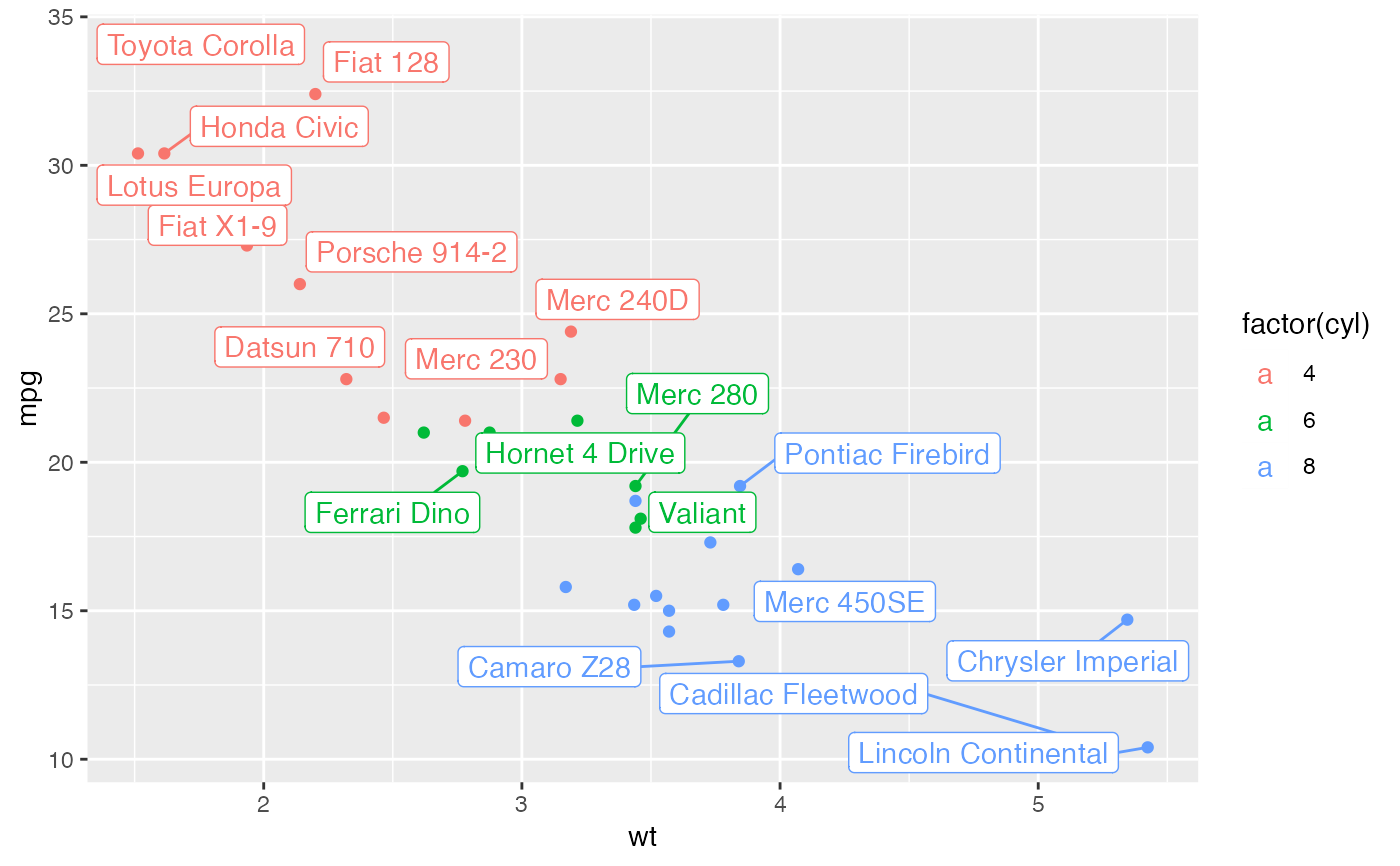 35
Toyota Corolla
Fiat 128
Honda Civic
30
Lotus Europa
Fiat X1-9
Porsche 914-2
Merc 240D
25
Datsun 710
Merc 230
Merc 280
Hornet 4 Drive
Pontiac Firebird
20
Ferrari Dino
Valiant
Merc 450SE
15
Camaro Z28
Chrysler Imperial
Cadillac Fleetwood
Lincoln Continental
10
2 3 4 5
wt
mpg
factor(cyl)
a 4
a 6
a 8